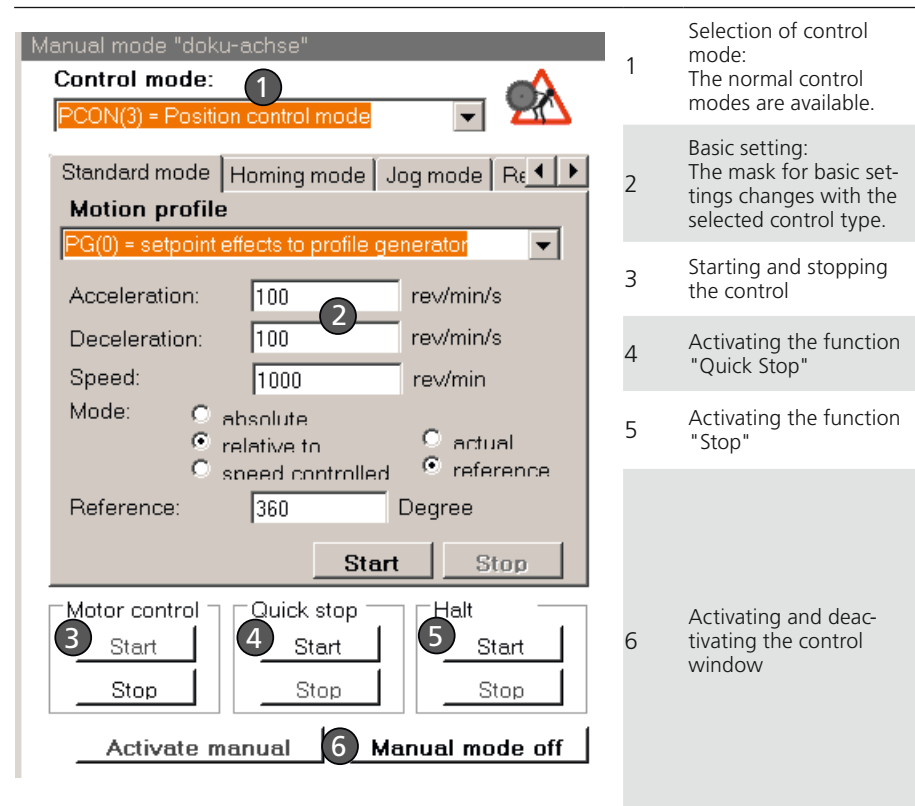 Manual mode "doku-achse"
Control mode:
1
PCON(3) = Position control mode
Standard mode Homing mode Jog mode Re
Motion profile
PG(0) = setpoint effects to profile generator
Acceleration: 100 rev/min/s
2
Deceleration: 100 rev/min/s
Speed: 1000 rev/min
Mode: absolute
relative to actual
speed controlled reference
Reference: 360 Degree
Start Stop
Motor control Quick stop Halt
3 Start 4 Start 5 Start
Stop Stop Stop
Activate manual 6 Manual mode off
1
Selection of control
mode:
The normal control
modes are available.
2
Basic setting:
The mask for basic set-
tings changes with the
selected control type.
3
Starting and stopping
the control
4
Activating the function
"Quick Stop"
5
Activating the function
"Stop"
6
Activating and deac-
tivating the control
window